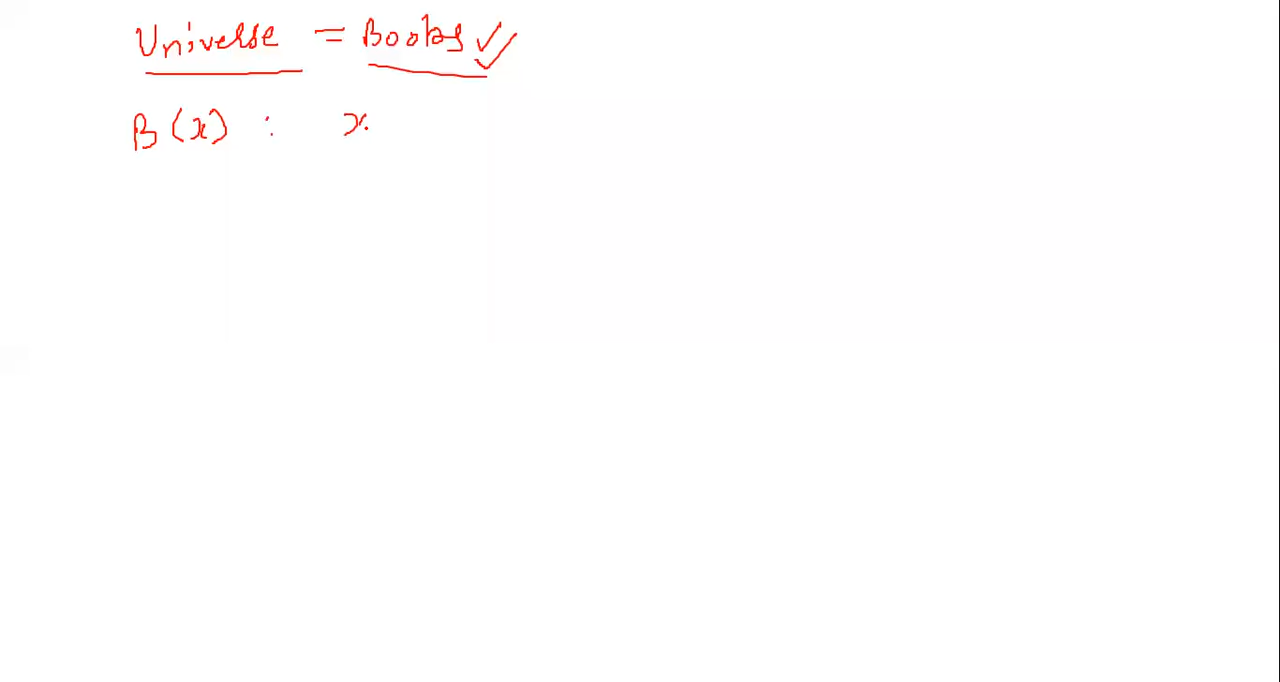 Universe = Books ✓
B(x) : x